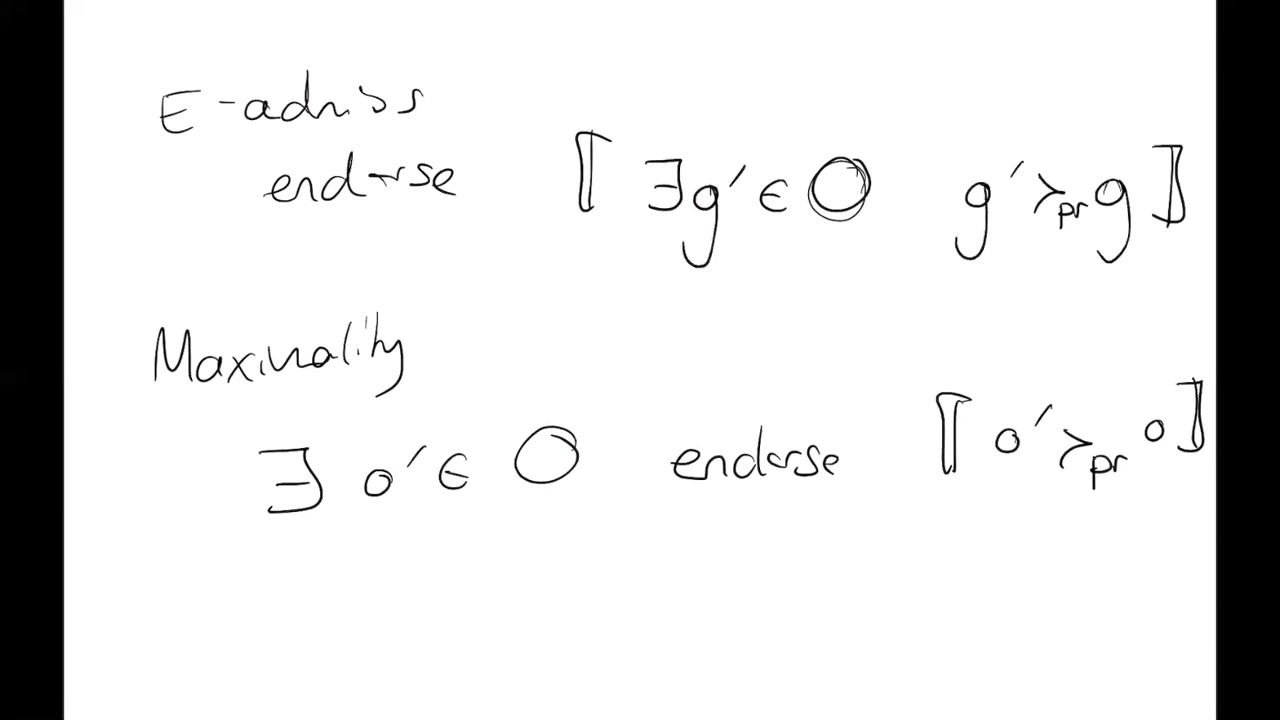 E-admiss
endorse ⟦ ∃g′ ∈ O g′ ≻pr g ⟧
Maximality
∃ o′ ∈ O endorse ⟦ o′ ≻pr o ⟧